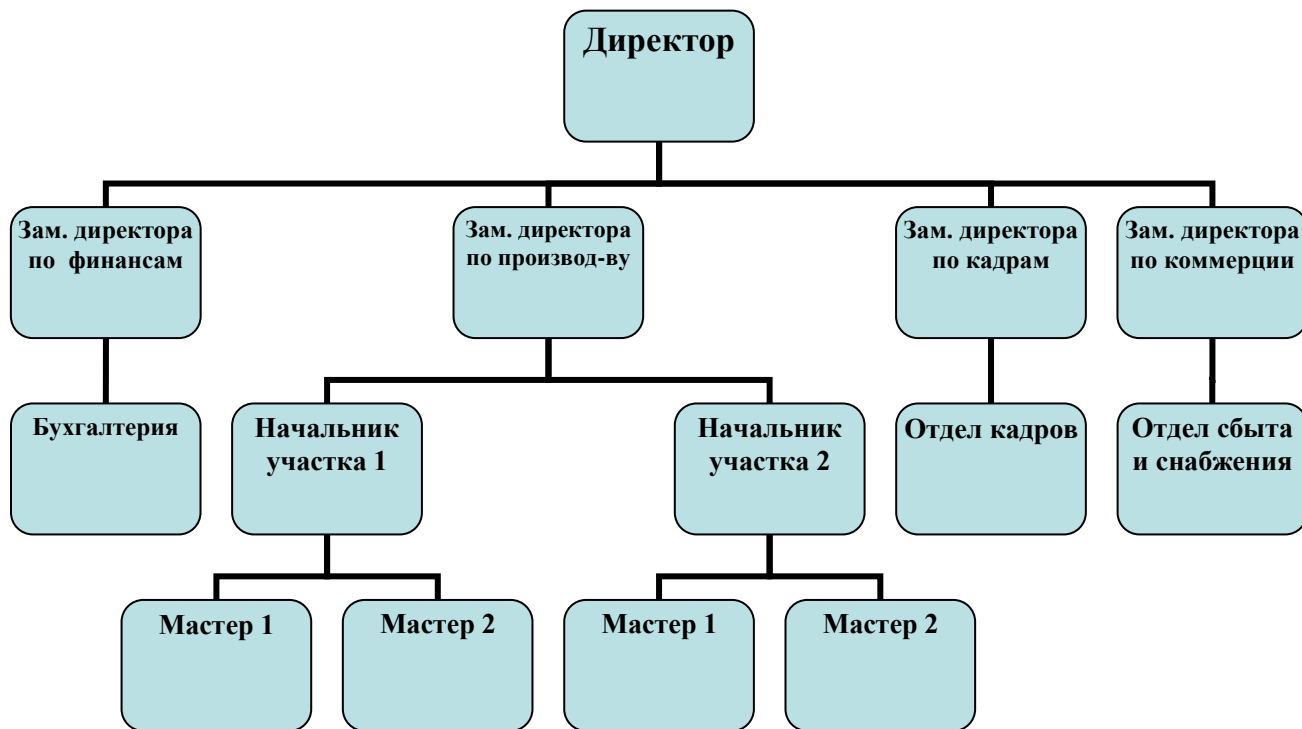 Директор
Зам. директора
по финансам
Зам. директора
по производ-ву
Зам. директора
по кадрам
Зам. директора
по коммерции
Бухгалтерия
Начальник
участка 1
Начальник
участка 2
Отдел кадров
Отдел сбыта
и снабжения
Мастер 1
Мастер 2
Мастер 1
Мастер 2